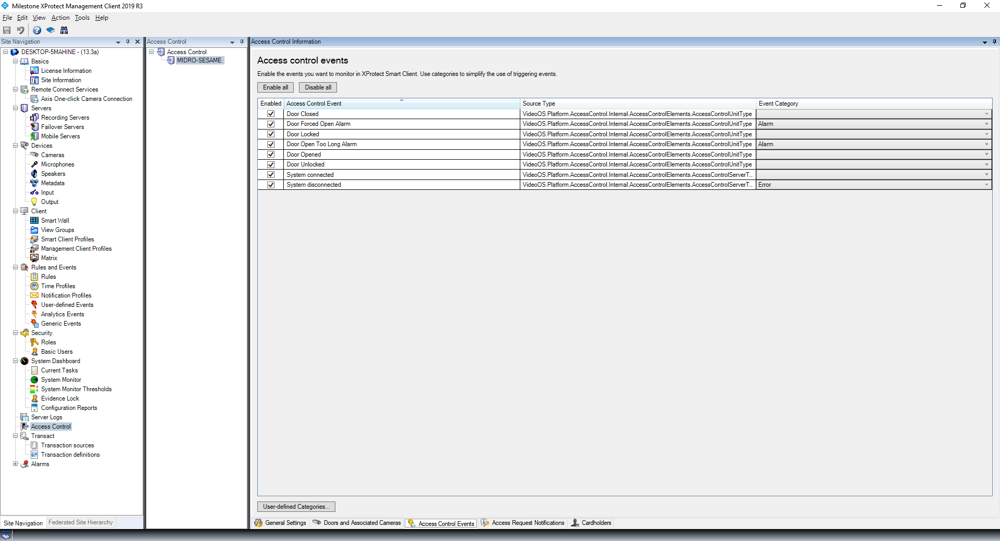 Milestone XProtect Management Client 2019 R3
File Edit View Action Tools Help
Site Navigation
DESKTOP-5MAHINE - (13.3a)
Basics
License Information
Site Information
Remote Connect Services
Axis One-click Camera Connection
Servers
Recording Servers
Failover Servers
Mobile Servers
Devices
Cameras
Microphones
Speakers
Metadata
Input
Output
Client
Smart Wall
View Groups
Smart Client Profiles
Management Client Profiles
Matrix
Rules and Events
Rules
Time Profiles
Notification Profiles
User-defined Events
Analytics Events
Generic Events
Security
Roles
Basic Users
System Dashboard
Current Tasks
System Monitor
System Monitor Thresholds
Evidence Lock
Configuration Reports
Server Logs
Access Control
Transact
Transaction sources
Transaction definitions
Alarms
Site Navigation Federated Site Hierarchy
Access Control
Access Control
MIDRO-SESAME
Access Control Information
Access control events
Enable the events you want to monitor in XProtect Smart Client. Use categories to simplify the use of triggering events.
Enable all Disable all
Enabled Access Control Event Source Type Event Category
Door Closed VideoOS.Platform.AccessControl.Internal.AccessControlElements.AccessControlUnitType
Door Forced Open Alarm VideoOS.Platform.AccessControl.Internal.AccessControlElements.AccessControlUnitType Alarm
Door Locked VideoOS.Platform.AccessControl.Internal.AccessControlElements.AccessControlUnitType
Door Open Too Long Alarm VideoOS.Platform.AccessControl.Internal.AccessControlElements.AccessControlUnitType Alarm
Door Opened VideoOS.Platform.AccessControl.Internal.AccessControlElements.AccessControlUnitType
Door Unlocked VideoOS.Platform.AccessControl.Internal.AccessControlElements.AccessControlUnitType
System connected VideoOS.Platform.AccessControl.Internal.AccessControlElements.AccessControlServerT...
System disconnected VideoOS.Platform.AccessControl.Internal.AccessControlElements.AccessControlServerT... Error
User-defined Categories...
General Settings Doors and Associated Cameras Access Control Events Access Request Notifications Cardholders